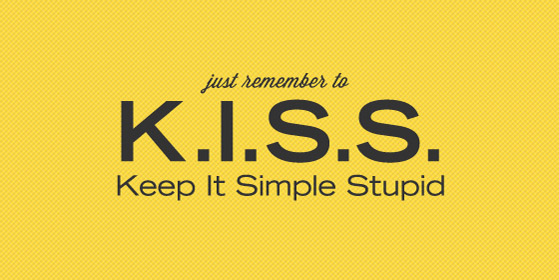 just remember to
K.I.S.S.
Keep It Simple Stupid